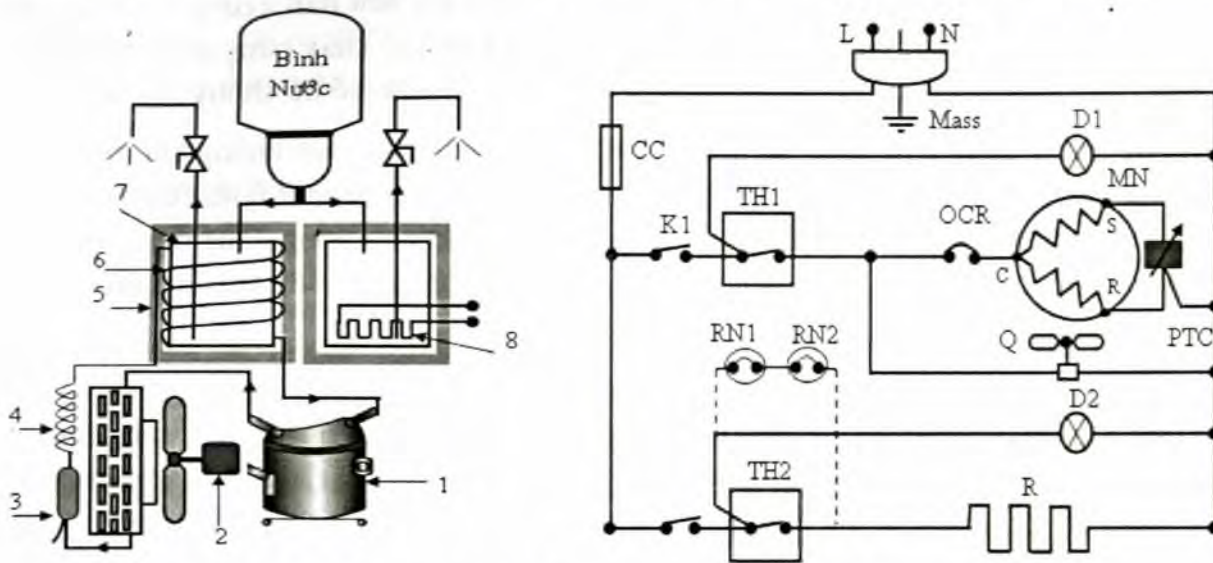 Bình
Nước
7
6
5
4
3
2
1
8
L
N
Mass
CC
D1
MN
K1
TH1
OCR
S
C
R
PTC
Q
RN1
RN2
D2
TH2
R